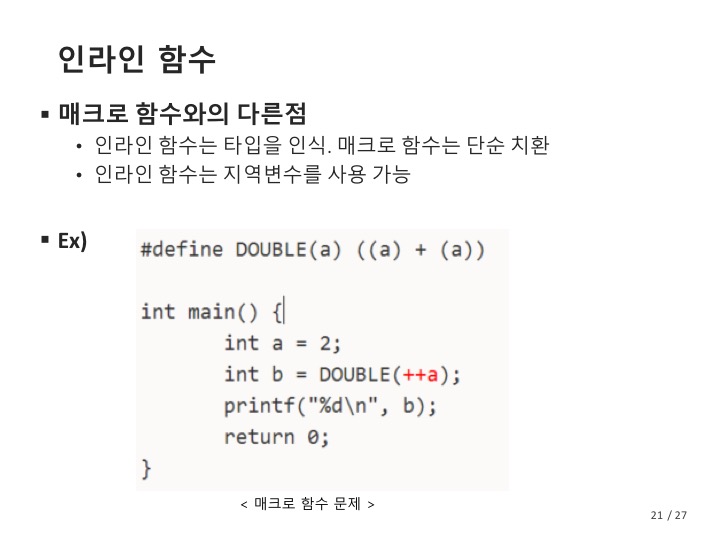 인라인 함수
▪ 매크로 함수와의 다른점
• 인라인 함수는 타입을 인식. 매크로 함수는 단순 치환
• 인라인 함수는 지역변수를 사용 가능
▪ Ex)
#define DOUBLE(a) ((a) + (a))
int main() {
int a = 2;
int b = DOUBLE(++a);
printf("%d\n", b);
return 0;
}
< 매크로 함수 문제 >
21 / 27